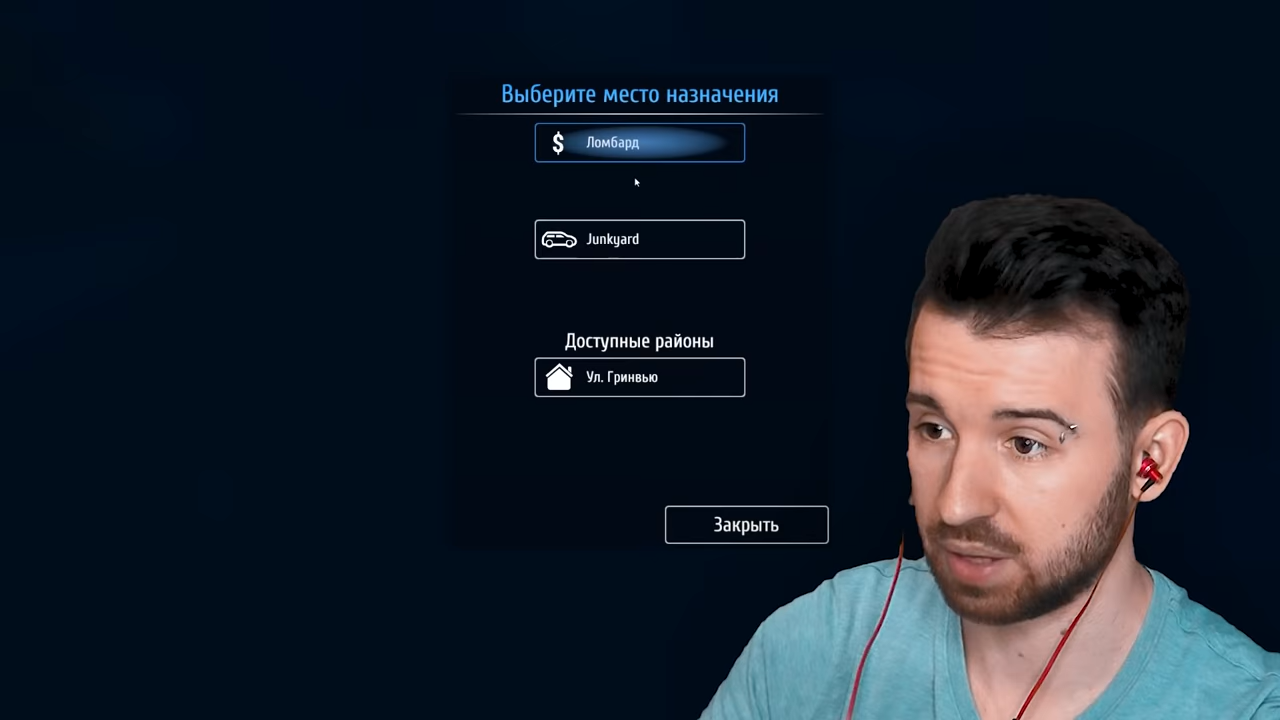 Выберите место назначения
$ Ломбард
Junkyard
Доступные районы
Ул. Гринвью
Закрыть